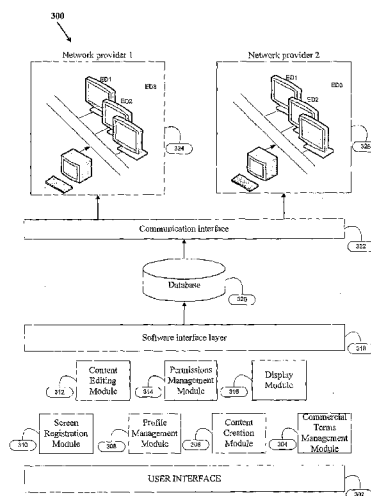 300
Network provider 1
Network provider 2
ED1
ED2
ED3
ED1
ED2
ED3
324
326
Communication interface
322
Database
320
Software interface layer
318
Content Editing Module
312
Permissions Management Module
314
Display Module
316
Screen Registration Module
310
Profile Management Module
308
Content Creation Module
306
Commercial Terms Management Module
304
USER INTERFACE
302